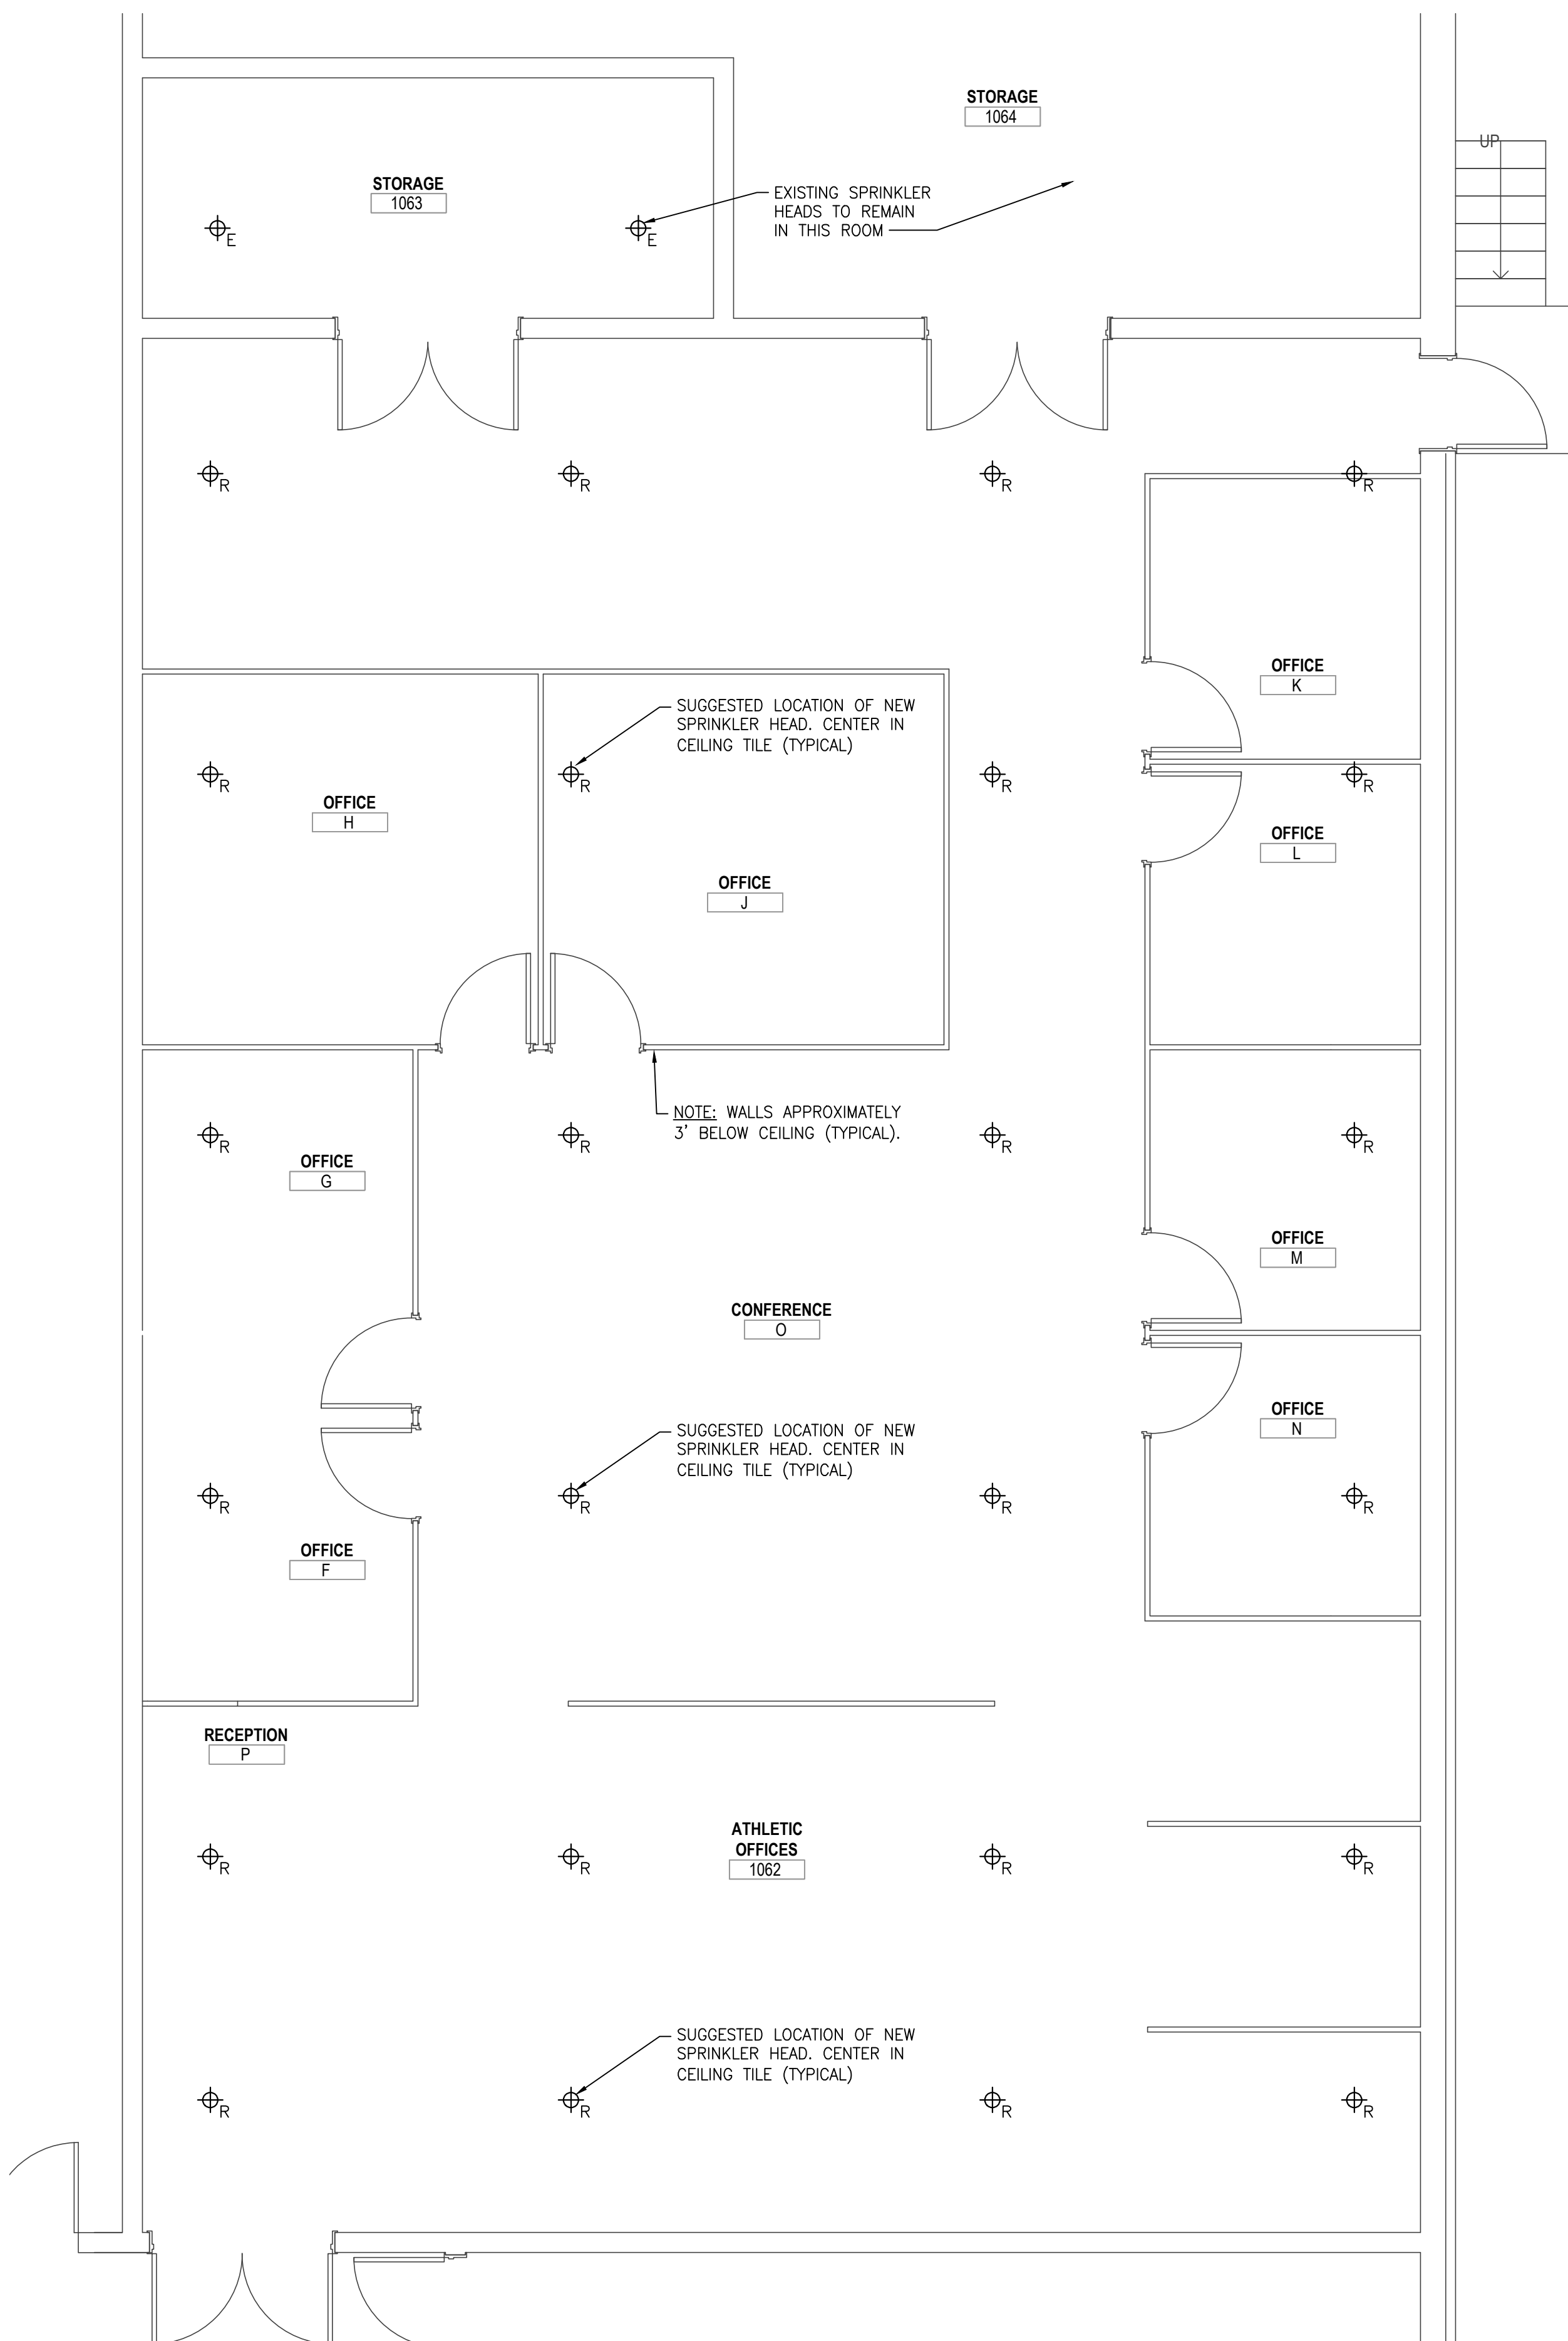 STORAGE
1064
UP
STORAGE
1063
EXISTING SPRINKLER
HEADS TO REMAIN
IN THIS ROOM
E
E
R
R
R
R
OFFICE
K
SUGGESTED LOCATION OF NEW
SPRINKLER HEAD. CENTER IN
CEILING TILE (TYPICAL)
R
R
R
R
OFFICE
H
OFFICE
L
OFFICE
J
NOTE: WALLS APPROXIMATELY
3' BELOW CEILING (TYPICAL).
R
R
R
R
OFFICE
G
OFFICE
M
CONFERENCE
O
OFFICE
N
SUGGESTED LOCATION OF NEW
SPRINKLER HEAD. CENTER IN
CEILING TILE (TYPICAL)
R
R
R
R
OFFICE
F
RECEPTION
P
ATHLETIC
OFFICES
1062
R
R
R
R
SUGGESTED LOCATION OF NEW
SPRINKLER HEAD. CENTER IN
CEILING TILE (TYPICAL)
R
R
R
R